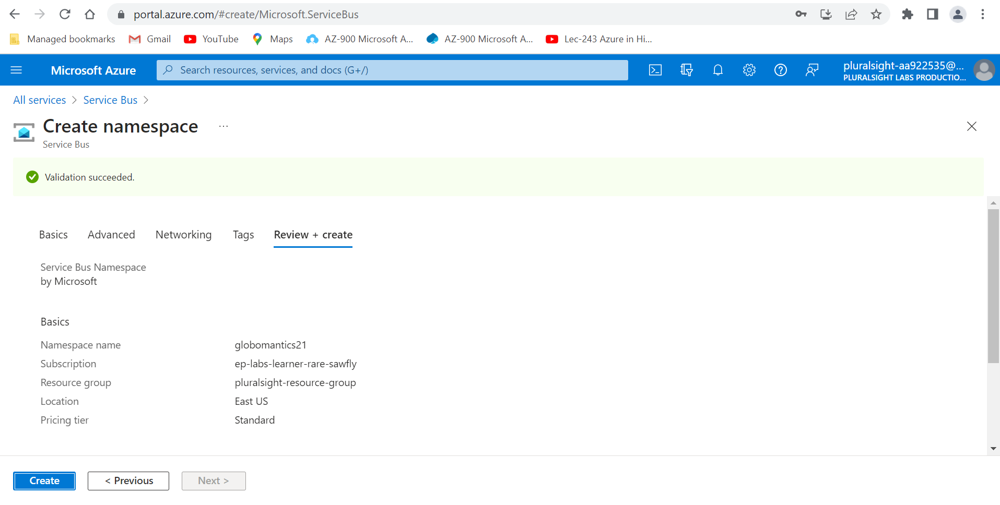 portal.azure.com/#create/Microsoft.ServiceBus
Managed bookmarks Gmail YouTube Maps AZ-900 Microsoft A... AZ-900 Microsoft A... Lec-243 Azure in Hi...
Microsoft Azure Search resources, services, and docs (G+/) pluralsight-aa922535@...
PLURALSIGHT LABS PRODUCTIO...
All services > Service Bus >
Create namespace ...
Service Bus
Validation succeeded.
Basics Advanced Networking Tags Review + create
Service Bus Namespace
by Microsoft
Basics
Namespace name globomantics21
Subscription ep-labs-learner-rare-sawfly
Resource group pluralsight-resource-group
Location East US
Pricing tier Standard
Create < Previous Next >